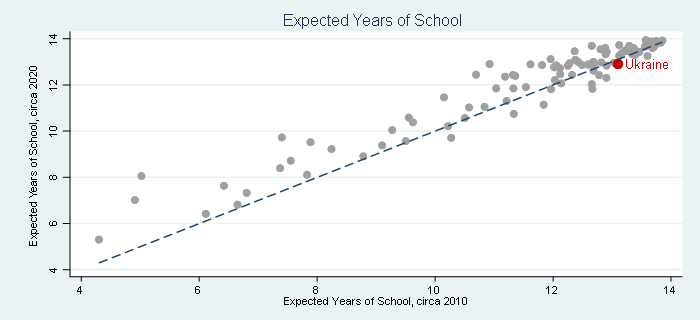 Expected Years of School
Expected Years of School, circa 2020
14
12
10
8
6
4
Ukraine
4 6 8 10 12 14
Expected Years of School, circa 2010